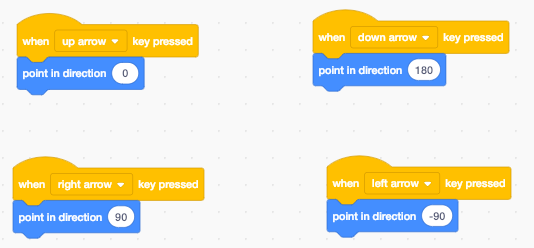 when up arrow key pressed
point in direction 0
when down arrow key pressed
point in direction 180
when right arrow key pressed
point in direction 90
when left arrow key pressed
point in direction -90